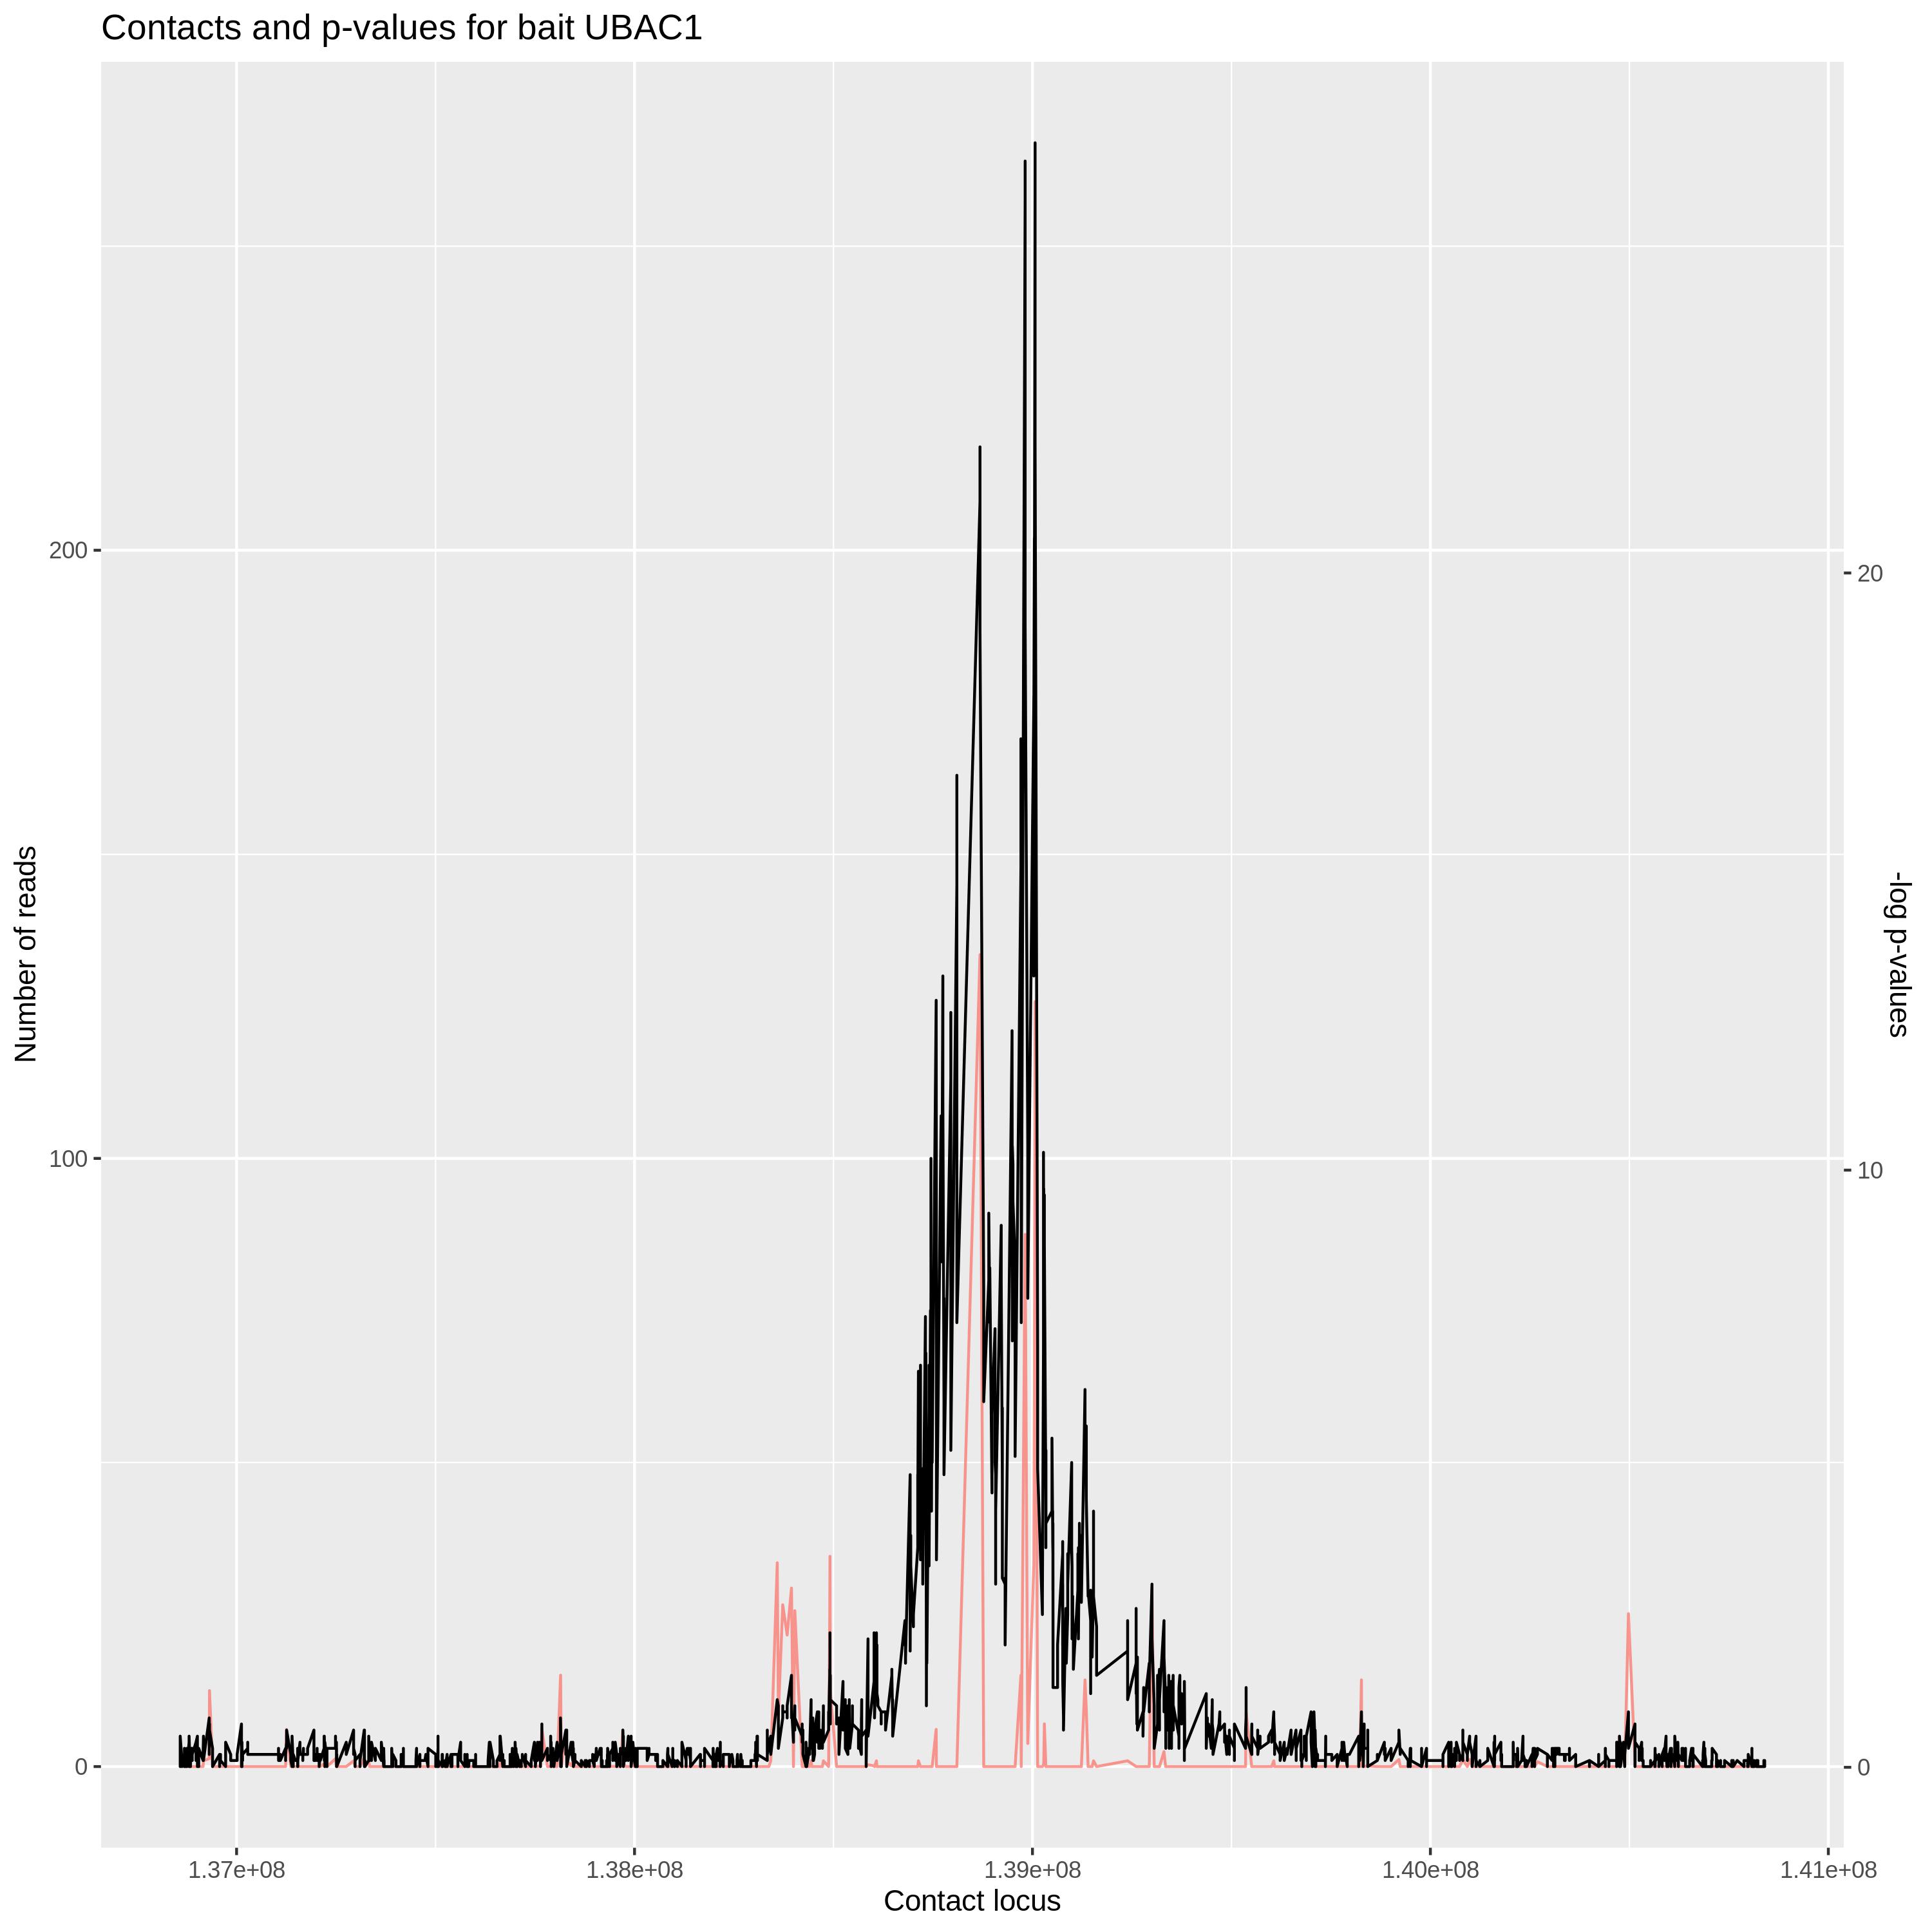 Contacts and p-values for bait UBAC1
Number of reads
200
100
0
20
10
0
-log p-values
1.37e+08
1.38e+08
1.39e+08
1.40e+08
1.41e+08
Contact locus